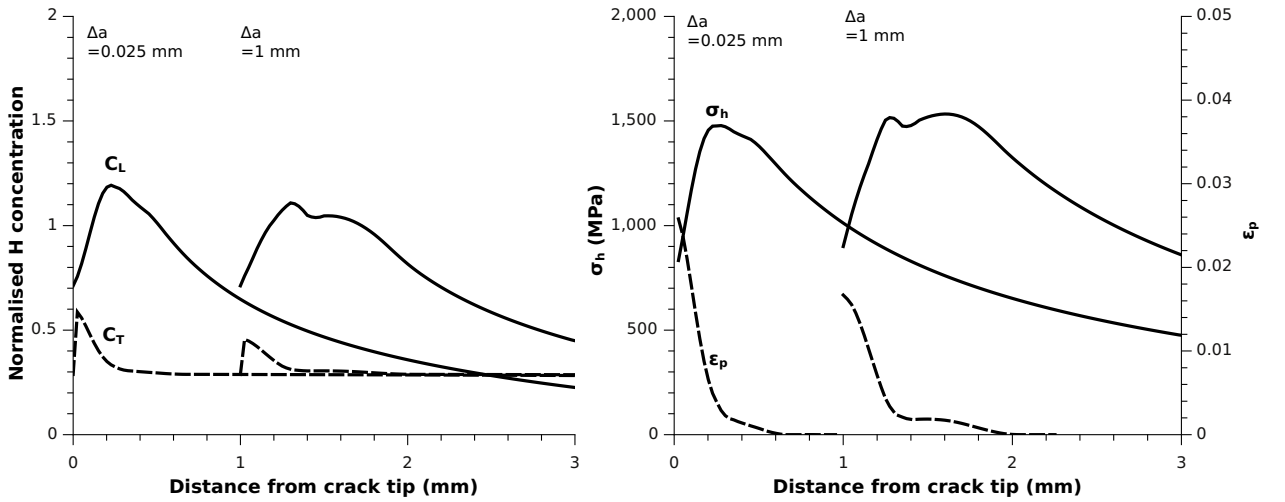 2
1.5
1
0.5
0
0
1
2
3
Normalised H concentration
Distance from crack tip (mm)
Δa
=0.025 mm
Δa
=1 mm
C_L
C_T
2,000
1,500
1,000
500
0
0
1
2
3
σ_h (MPa)
Distance from crack tip (mm)
Δa
=0.025 mm
Δa
=1 mm
σ_h
ε_p
0.05
0.04
0.03
0.02
0.01
0
ε_p